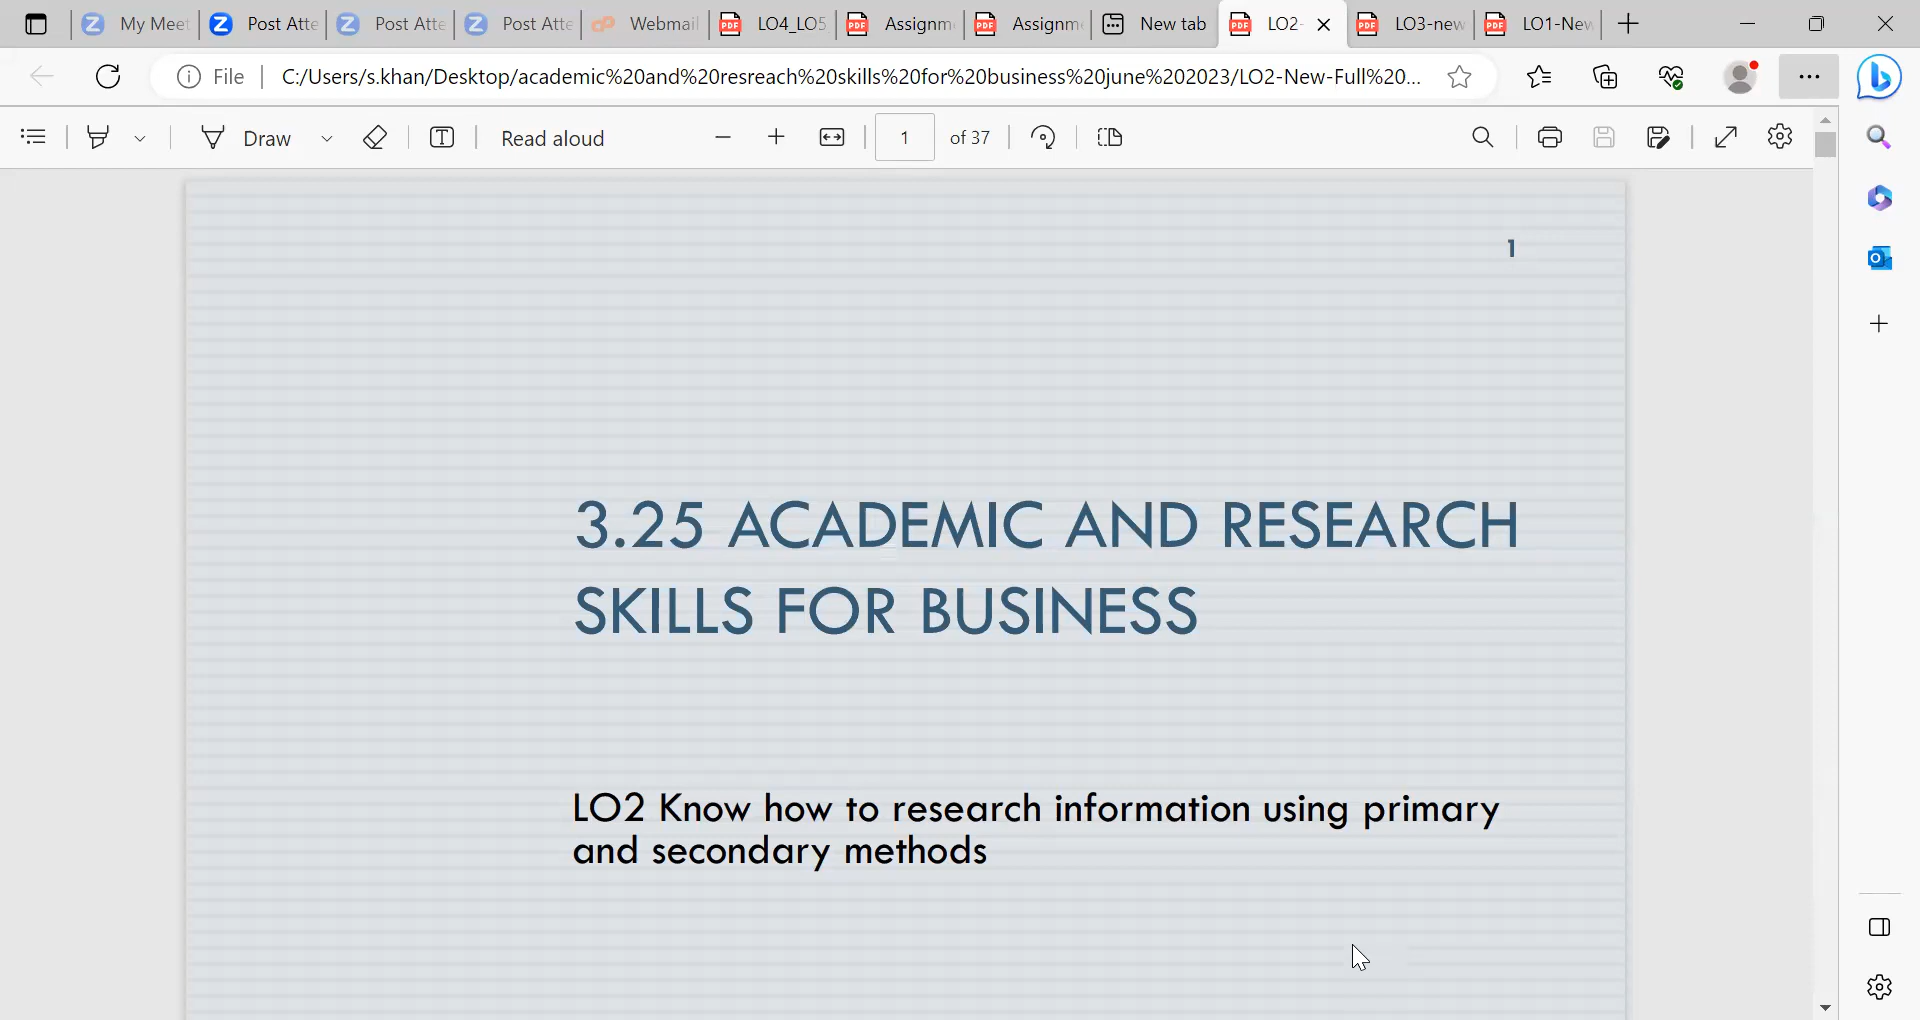 My Meet
Post Atte
Post Atte
Post Atte
Webmail
LO4_LO5
Assignme
Assignme
New tab
LO2-
LO3-new
LO1-New
File
C:/Users/s.khan/Desktop/academic%20and%20resreach%20skills%20for%20business%20june%202023/LO2-New-Full%20...
Draw
Read aloud
1
of 37
1
3.25 ACADEMIC AND RESEARCH
SKILLS FOR BUSINESS
LO2 Know how to research information using primary
and secondary methods